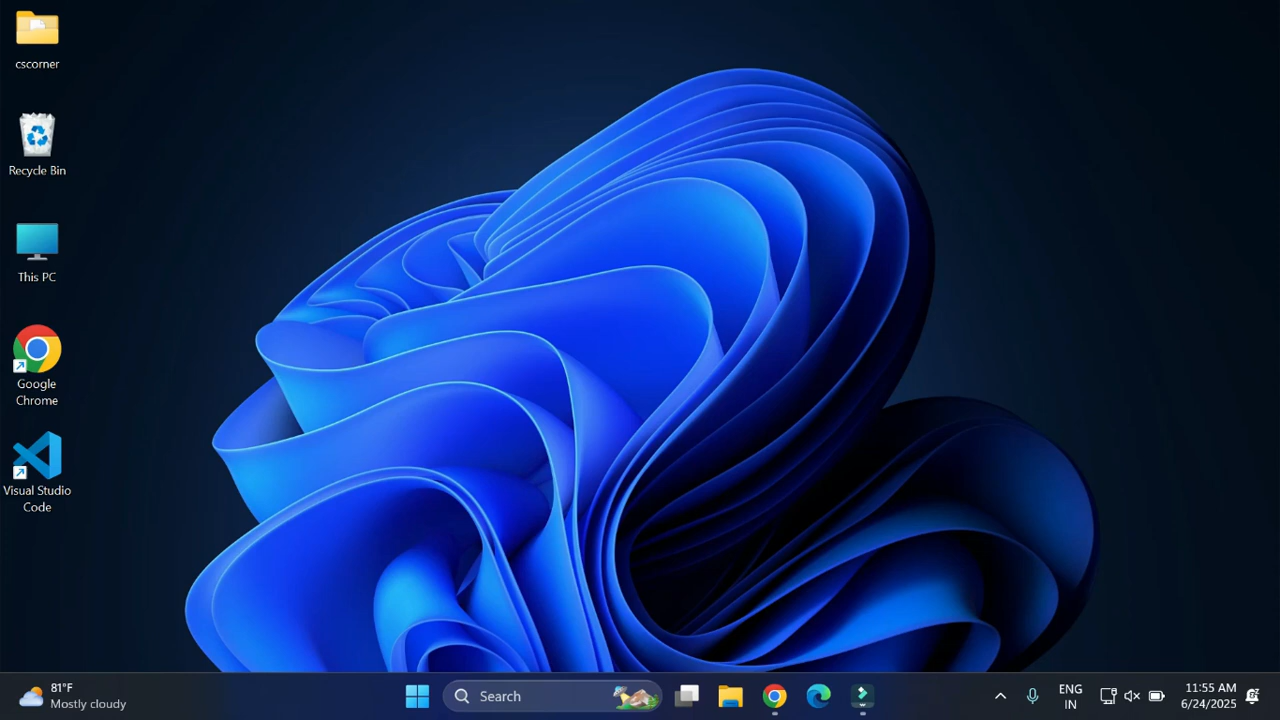 cscorner
Recycle Bin
This PC
Google
Chrome
Visual Studio
Code
81°F
Mostly cloudy
Search
ENG
IN
11:55 AM
6/24/2025